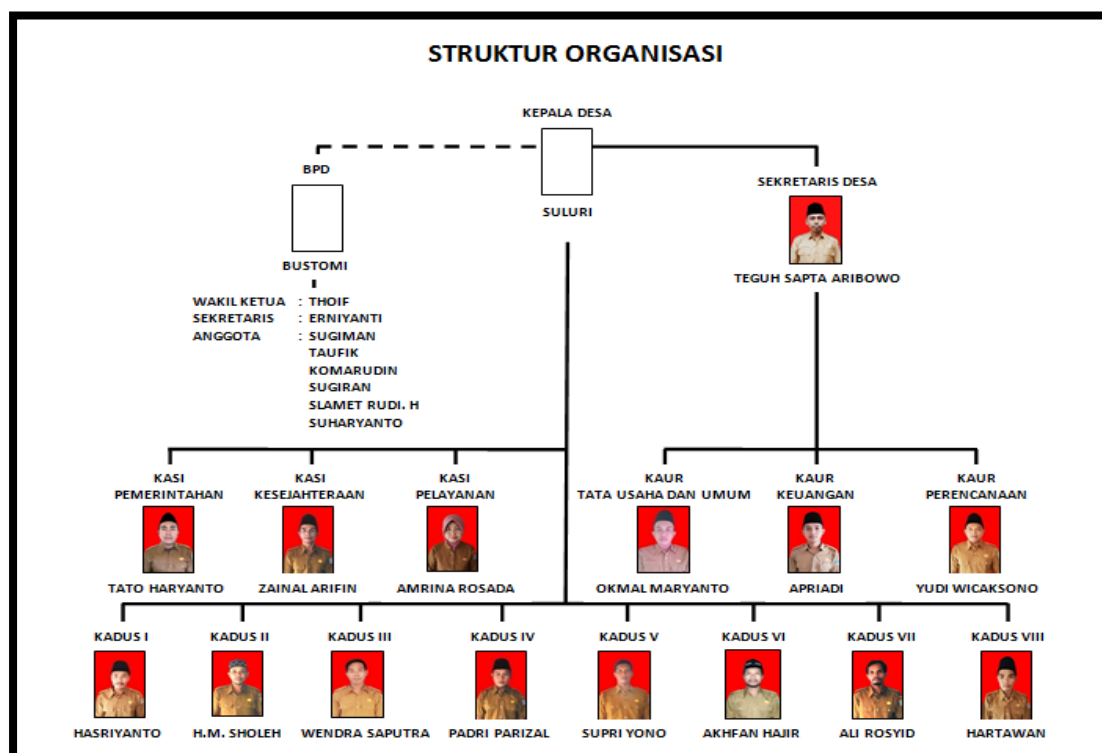 STRUKTUR ORGANISASI
KEPALA DESA
SULURI
BPD
BUSTOMI
WAKIL KETUA : THOIF
SEKRETARIS : ERNIYANTI
ANGGOTA : SUGIMAN
TAUFIK
KOMARUDIN
SUGIRAN
SLAMET RUDI. H
SUHARYANTO
SEKRETARIS DESA
TEGUH SAPTA ARIBOWO
KASI
PEMERINTAHAN
TATO HARYANTO
KASI
KESEJAHTERAAN
ZAINAL ARIFIN
KASI
PELAYANAN
AMRINA ROSADA
KAUR
TATA USAHA DAN UMUM
OKMAL MARYANTO
KAUR
KEUANGAN
APRIADI
KAUR
PERENCANAAN
YUDI WICAKSONO
KADUS I
HASRIYANTO
KADUS II
H.M. SHOLEH
KADUS III
WENDRA SAPUTRA
KADUS IV
PADRI PARIZAL
KADUS V
SUPRI YONO
KADUS VI
AKHFAN HAJIR
KADUS VII
ALI ROSYID
KADUS VIII
HARTAWAN